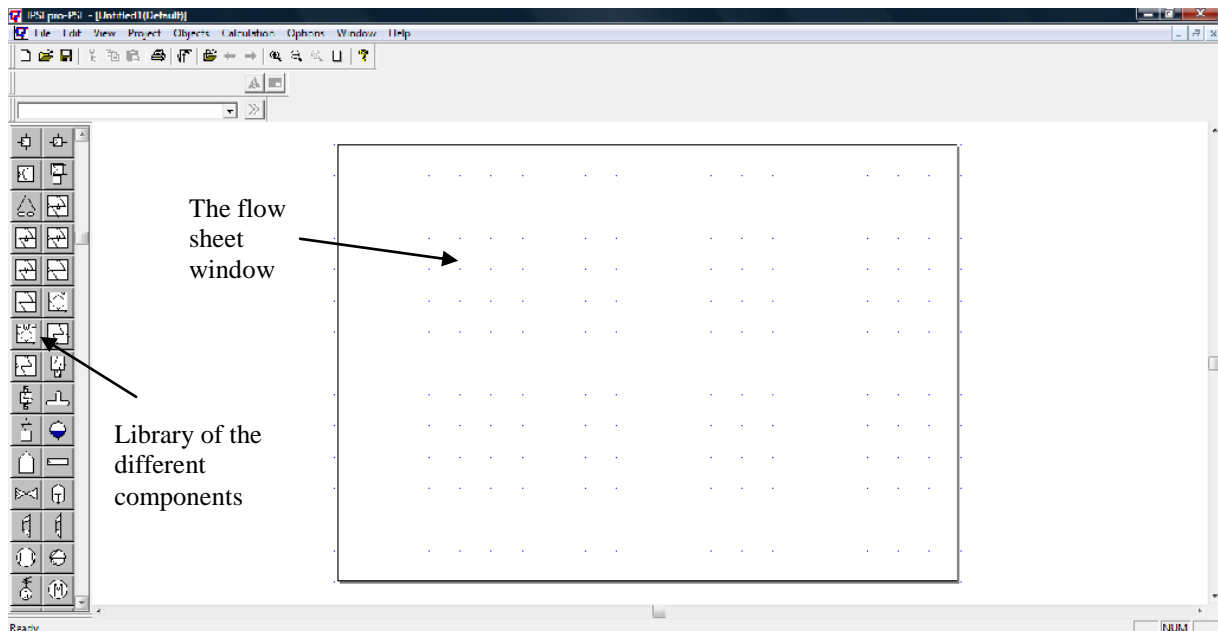 IPSEpro-PSE - [Untitled1(Default)]
File Edit View Project Objects Calculation Options Window Help
The flow
sheet
window
Library of the
different
components
Ready
NUM